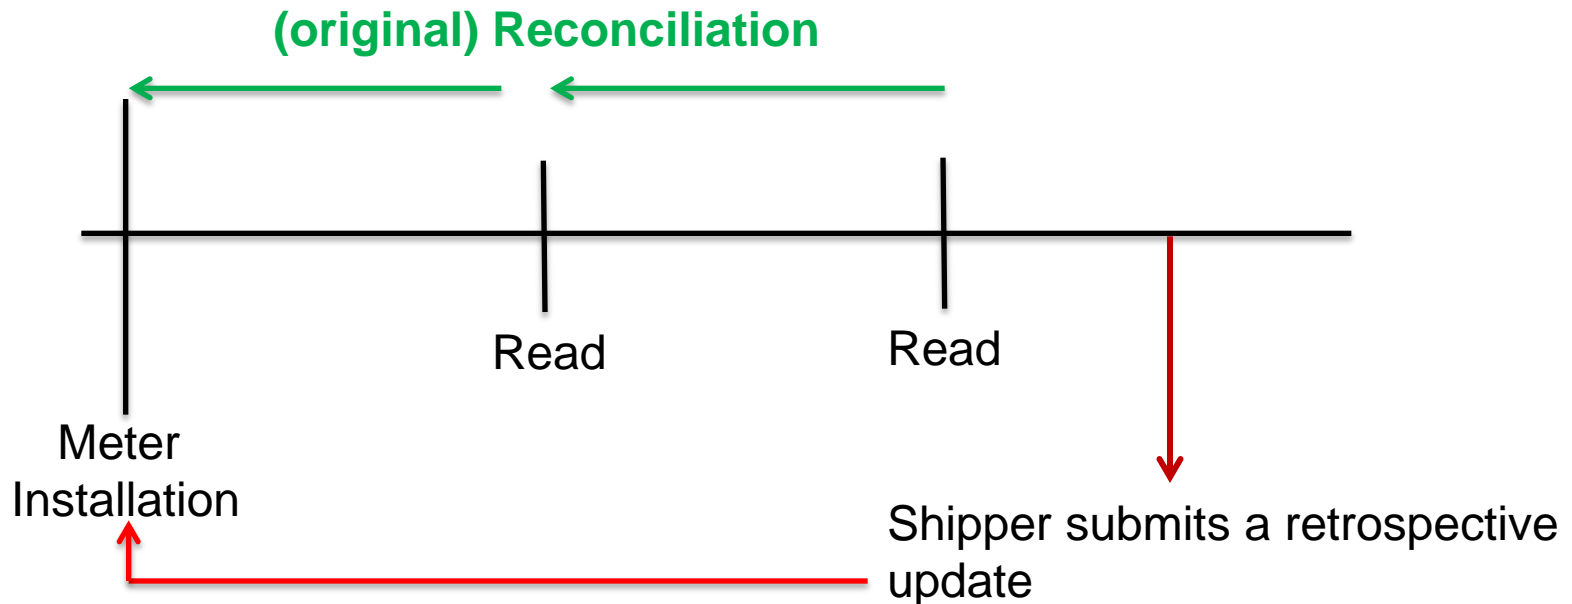 (original) Reconciliation
Read
Read
Meter
Installation
Shipper submits a retrospective
update